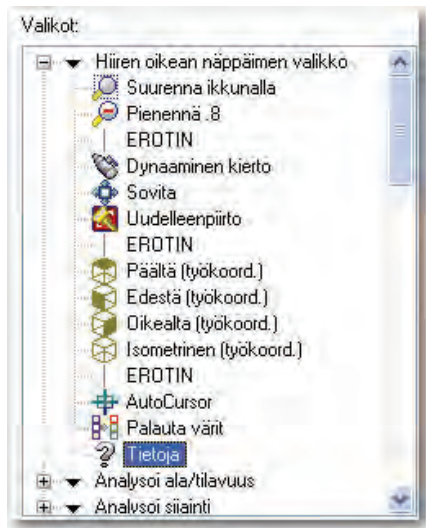 Valikot:
Hiiren oikean näppäimen valikko
Suurenna ikkunalla
Pienennä .8
EROTIN
Dynaaminen kierto
Sovita
Uudelleenpiirto
EROTIN
Päältä (työkoord.)
Edestä (työkoord.)
Oikealta (työkoord.)
Isometrinen (työkoord.)
EROTIN
AutoCursor
Palauta värit
Tietoja
Analysoi ala/tilavuus
Analysoi sijainti